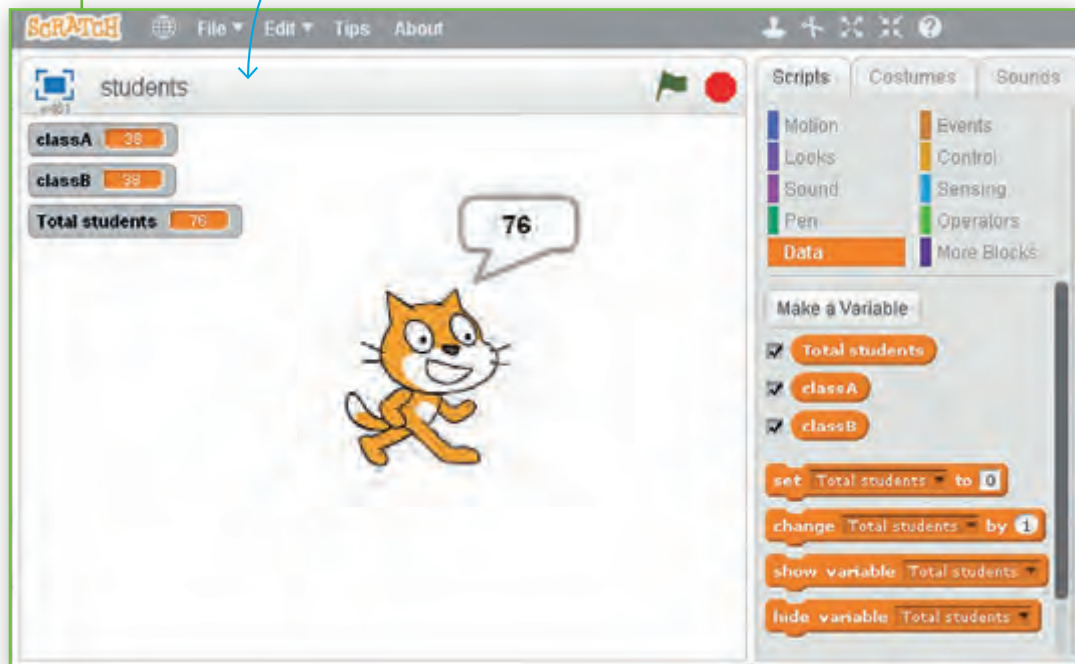 SCRATCH File Edit Tips About
students
Scripts Costumes Sounds
classA 38
classB 38
Total students 76
76
Motion Events
Looks Control
Sound Sensing
Pen Operators
Data More Blocks
Make a Variable
Total students
classA
classB
set Total students to 0
change Total students by 1
show variable Total students
hide variable Total students